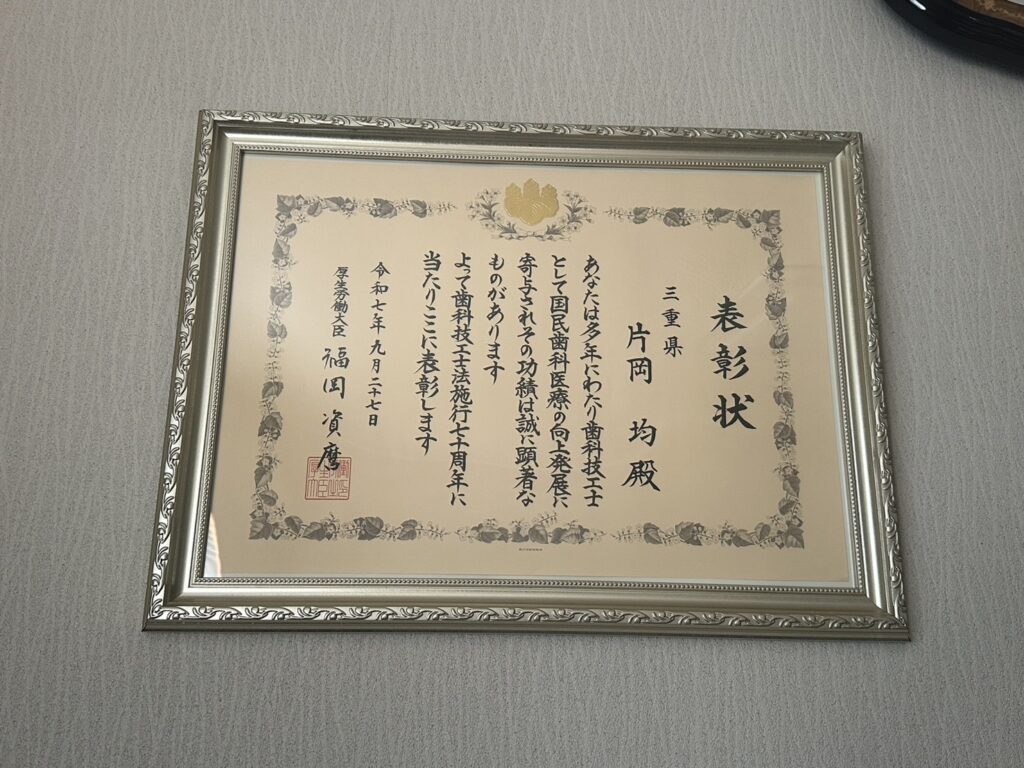 表彰状
三重県
片岡 均 殿
あなたは多年にわたり歯科技工士
として国民歯科医療の向上発展に
寄与されその功績は誠に顕著な
ものがあります
よって歯科技工士法施行七十周年に
当たりここに表彰します
令和七年九月二十七日
厚生労働大臣 福岡資麿